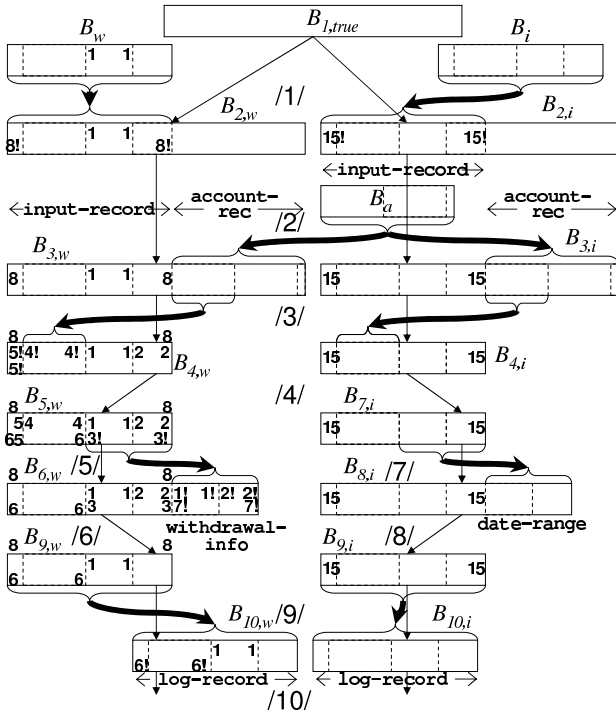 B1,true
Bw
1 1
Bi
/1/
B2,w
8! 1 1 8!
B2,i
15! 15!
input-record
input-record
account-rec
Ba
account-rec
/2/
B3,w
8 1 1 8
B3,i
15 15
/3/
8 8
5! 4! 4! 1 1 2 2
5!
B4,w
B4,i
15 15
/4/
B5,w
8 8
5 4 4 1 1 2 2
6 5 6 3! 3!
B7,i
15 15
B6,w
/5/
8
1 1 2 2 1! 1! 2! 2!
6 6 3 3 7! 7!
withdrawal-info
B8,i
/7/
15 15
date-range
B9,w
/6/
8 8
1 1
6 6
B9,i
/8/
15 15
B10,w
/9/
1 1
6! 6!
B10,i
log-record
log-record
/10/